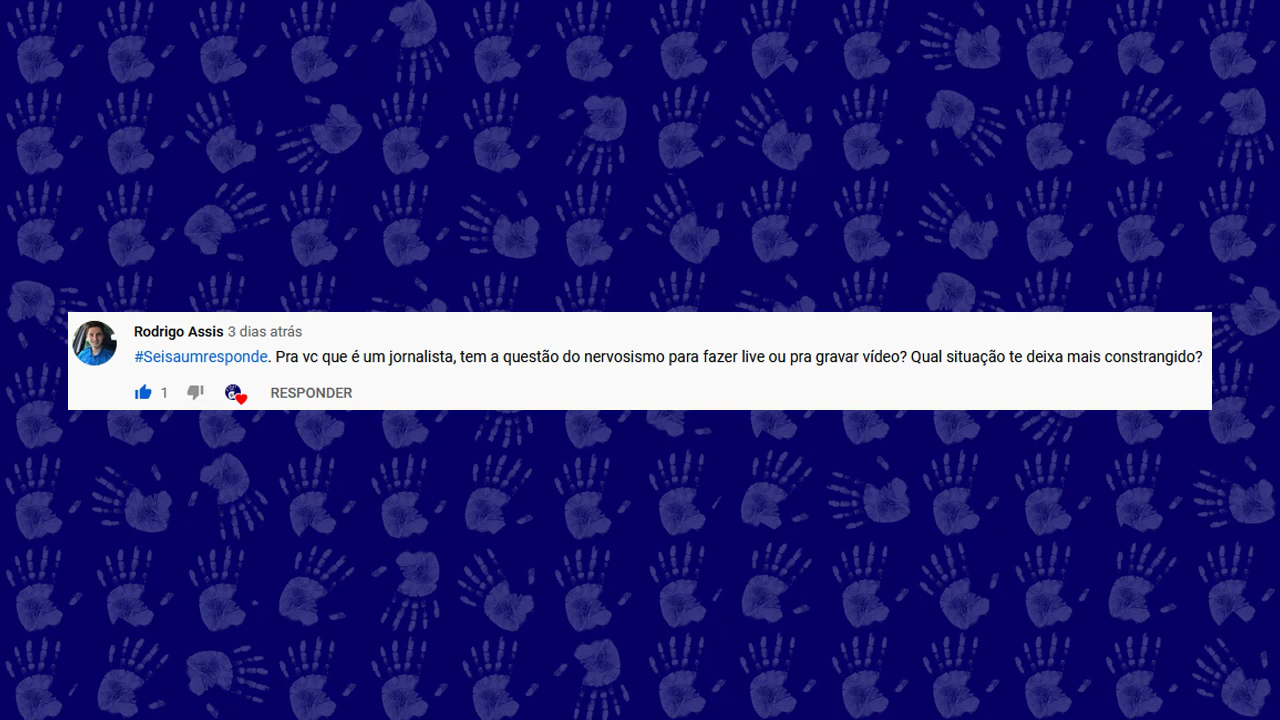 Rodrigo Assis 3 dias atrás
#Seisaumresponde. Pra vc que é um jornalista, tem a questão do nervosismo para fazer live ou pra gravar vídeo? Qual situação te deixa mais constrangido?
1 RESPONDER